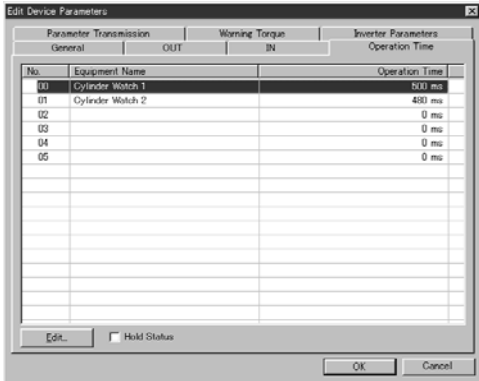 Edit Device Parameters
Parameter Transmission Warning Torque Inverter Parameters
General OUT IN Operation Time
No. Equipment Name Operation Time
00 Cylinder Watch 1 500 ms
01 Cylinder Watch 2 480 ms
02 0 ms
03 0 ms
04 0 ms
05 0 ms
Edit... Hold Status
OK Cancel